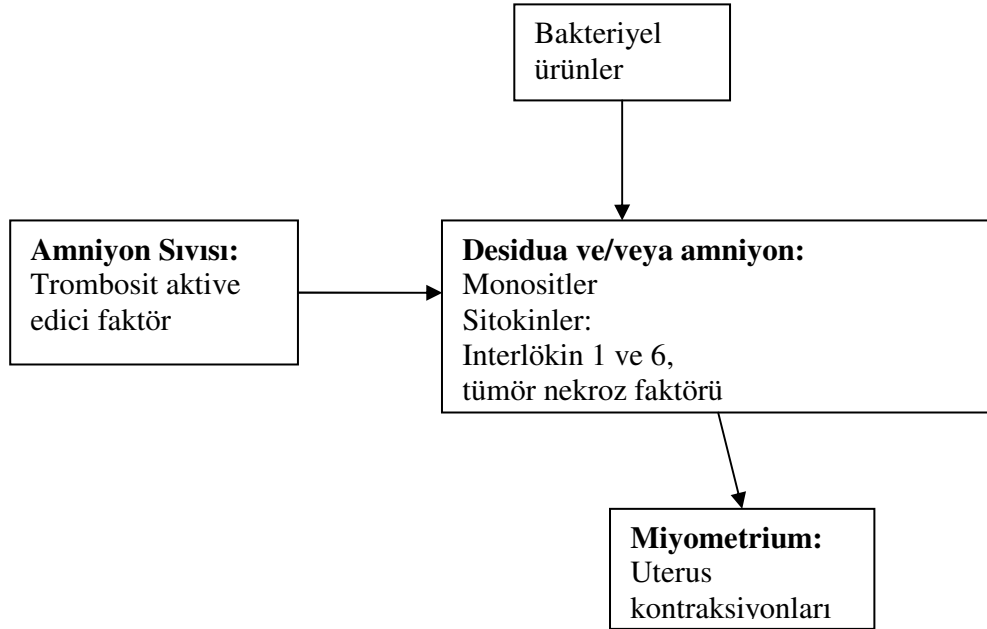 Bakteriyel
ürünler
Amniyon Sıvısı:
Trombosit aktive
edici faktör
Desidua ve/veya amniyon:
Monositler
Sitokinler:
Interlökin 1 ve 6,
tümör nekroz faktörü
Miyometrium:
Uterus
kontraksiyonları